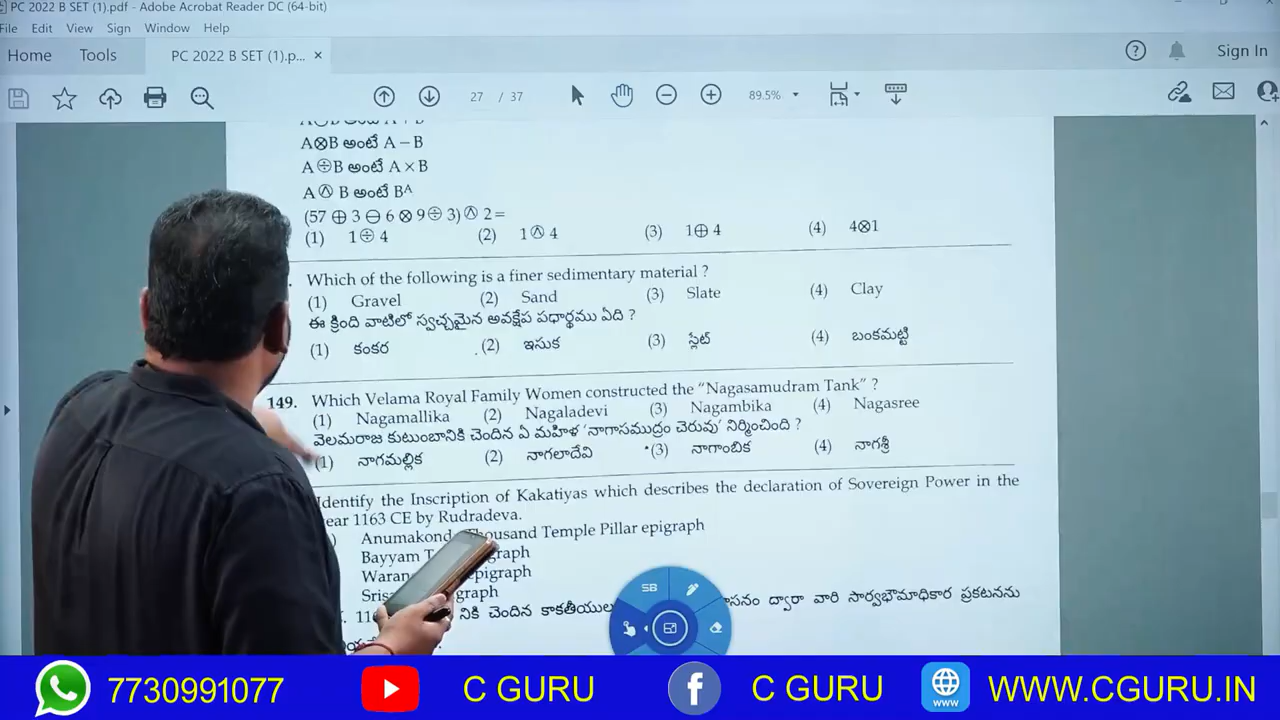 PC 2022 B SET (1).pdf - Adobe Acrobat Reader DC (64-bit)
File Edit View Sign Window Help
Home Tools PC 2022 B SET (1).p... × Sign In
27 / 37 89.5%
A⊗B అంటే A − B
A⨸B అంటే A × B
A Ⓐ B అంటే Bᴬ
(57 ⊕ 3 ⊖ 6 ⊗ 9 ⨸ 3) Ⓐ 2 =
(1) 1 ⨸ 4 (2) 1 Ⓐ 4 (3) 1⊕ 4 (4) 4⊗1
Which of the following is a finer sedimentary material ?
(1) Gravel (2) Sand (3) Slate (4) Clay
ఈ క్రింది వాటిలో స్వచ్ఛమైన అవక్షేప పధార్థము ఏది ?
(1) కంకర (2) ఇసుక (3) స్లేట్ (4) బంకమట్టి
149. Which Velama Royal Family Women constructed the “Nagasamudram Tank” ?
(1) Nagamallika (2) Nagaladevi (3) Nagambika (4) Nagasree
వెలమరాజ కుటుంబానికి చెందిన ఏ మహిళ ‘నాగాసముద్రం చెరువు’ నిర్మించింది ?
(1) నాగమల్లిక (2) నాగలాదేవి (3) నాగాంబిక (4) నాగశ్రీ
Identify the Inscription of Kakatiyas which describes the declaration of Sovereign Power in the
year 1163 CE by Rudradeva.
Anumakonda Thousand Temple Pillar epigraph
Bayyam epigraph
epigraph
నికి చెందిన కాకతీయుల ద్వారా వారి సార్వభౌమాధికార ప్రకటనను
SB
7730991077 C GURU f C GURU www WWW.CGURU.IN